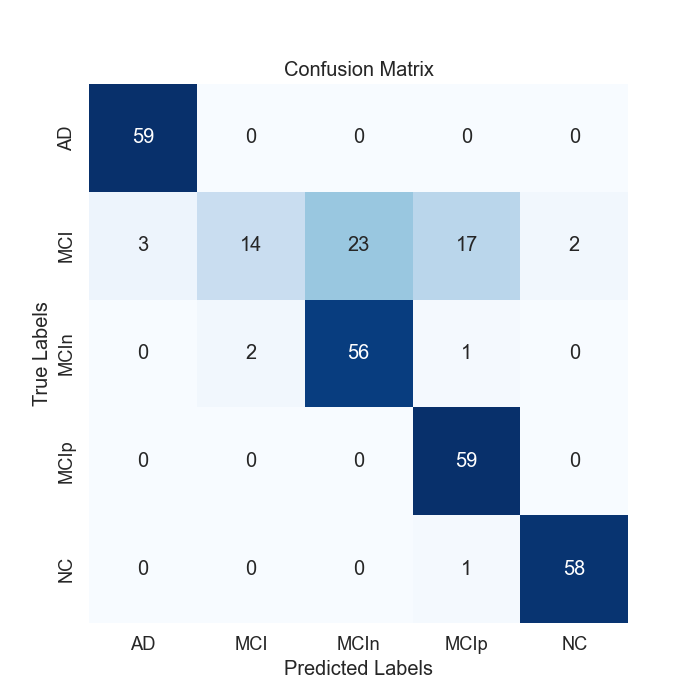 Confusion Matrix
True Labels
AD 59 0 0 0 0
MCI 3 14 23 17 2
MCIn 0 2 56 1 0
MCIp 0 0 0 59 0
NC 0 0 0 1 58
AD MCI MCIn MCIp NC
Predicted Labels